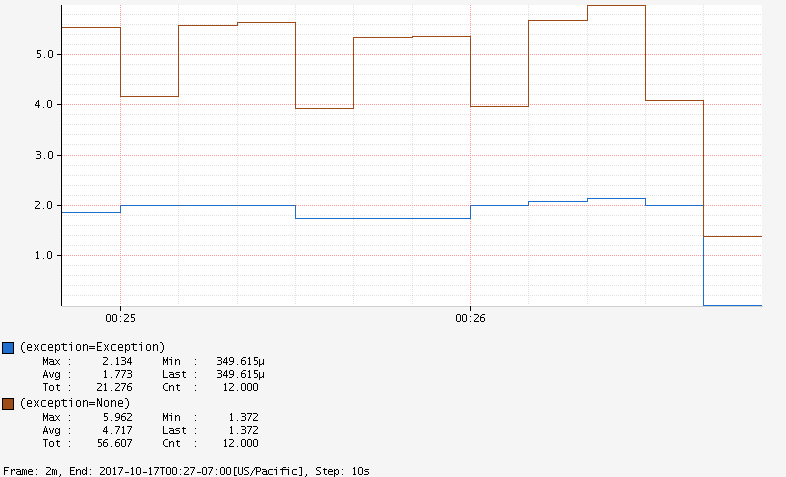 5.0
4.0
3.0
2.0
1.0
00:25 00:26
(exception=Exception)
Max : 2.134 Min : 349.615µ
Avg : 1.773 Last : 349.615µ
Tot : 21.276 Cnt : 12.000
(exception=None)
Max : 5.962 Min : 1.372
Avg : 4.717 Last : 1.372
Tot : 56.607 Cnt : 12.000
Frame: 2m, End: 2017-10-17T00:27-07:00[US/Pacific], Step: 10s